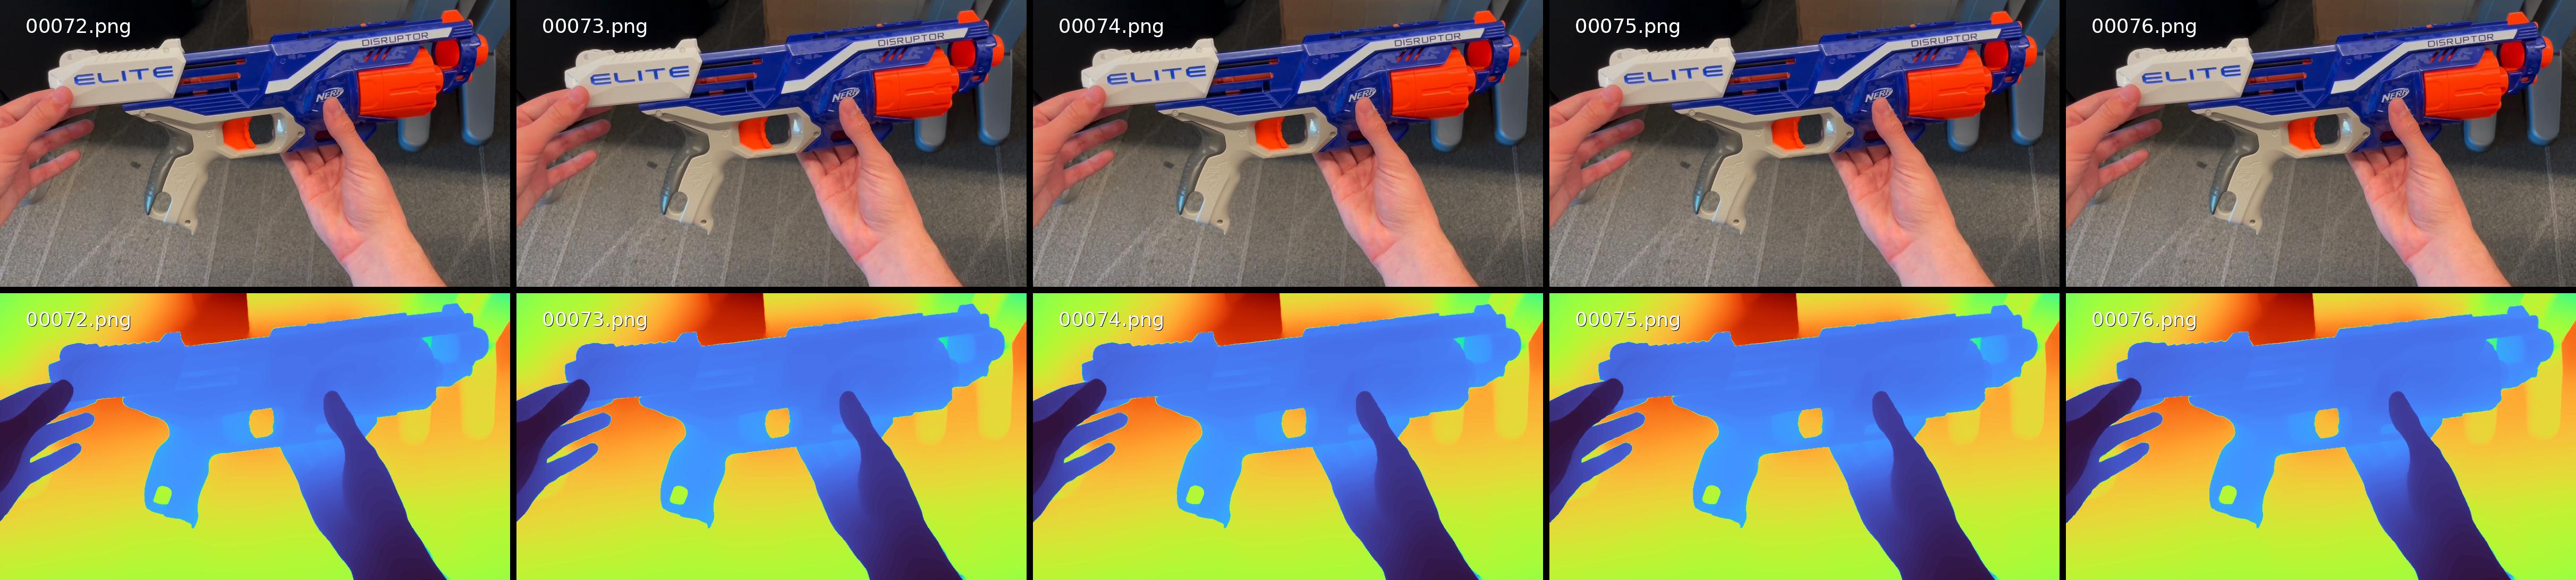 00072.png
ELITE
DISRUPTOR
NERF
00073.png
ELITE
DISRUPTOR
NERF
00074.png
ELITE
DISRUPTOR
NERF
00075.png
ELITE
DISRUPTOR
NERF
00076.png
ELITE
DISRUPTOR
NERF
00072.png
00073.png
00074.png
00075.png
00076.png